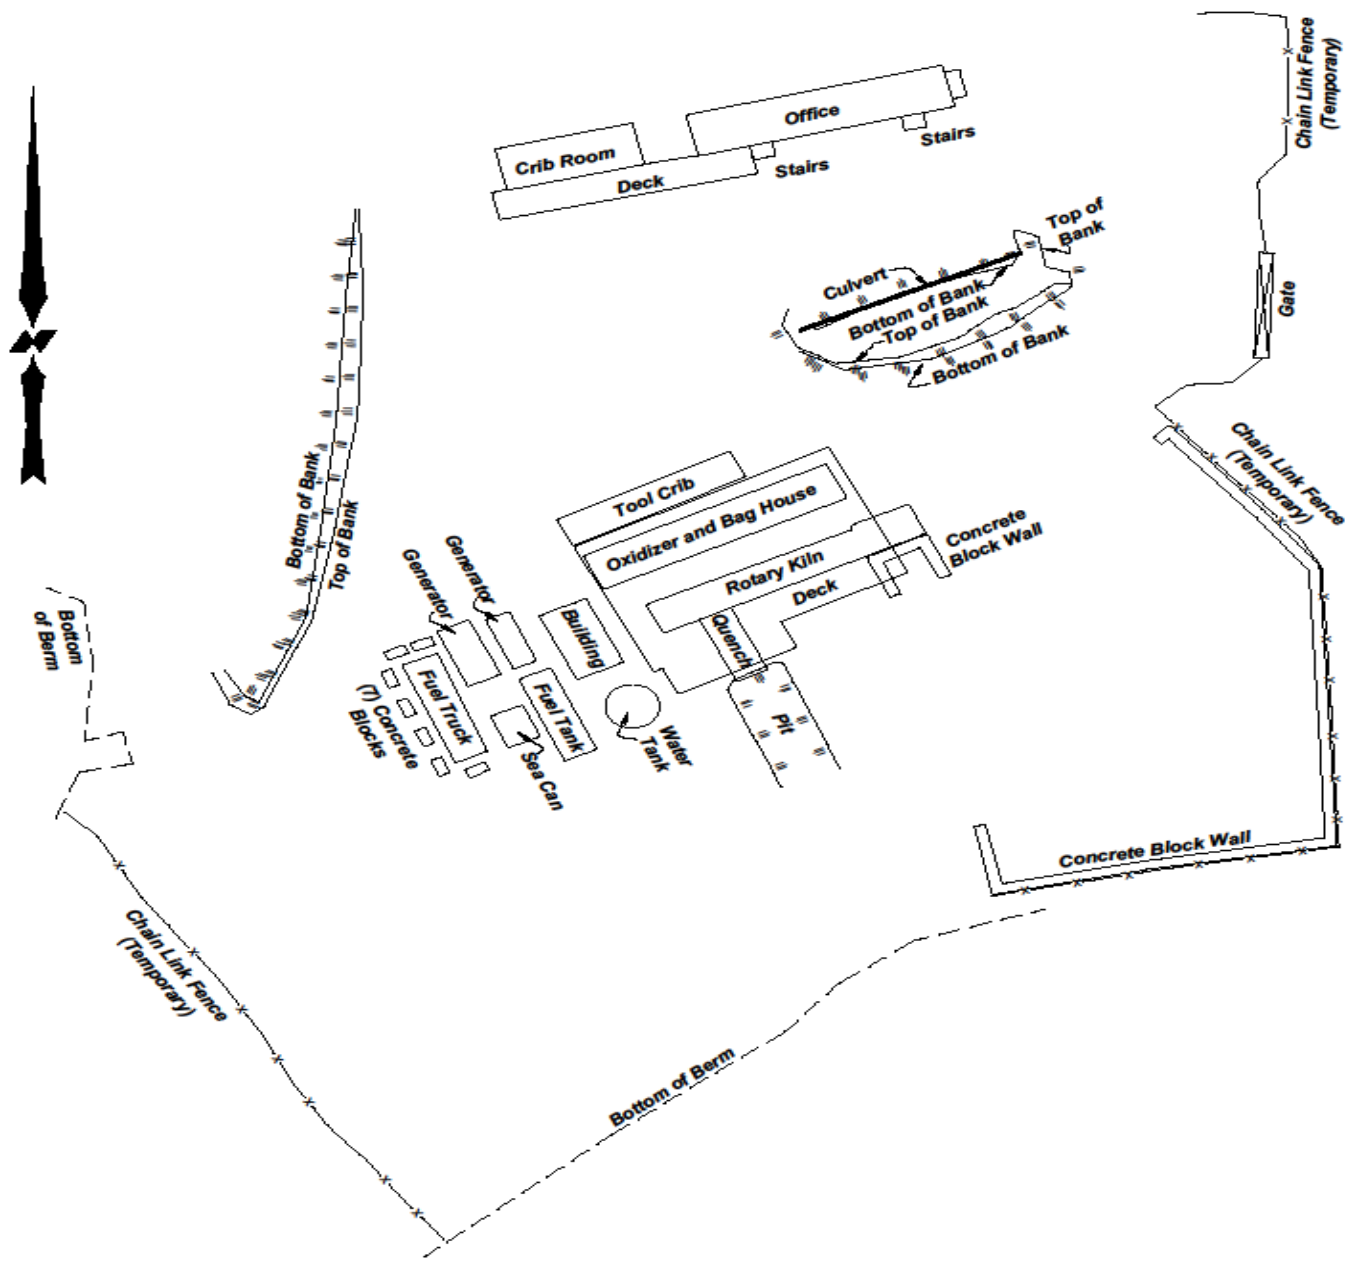 Chain Link Fence
(Temporary)
Office
Stairs
Crib Room
Deck
Stairs
Top of
Bank
Culvert
Bottom of Bank
Top of Bank
Bottom of Bank
Gate
N
Chain Link Fence
(Temporary)
Bottom of Bank
Top of Bank
Tool Crib
Oxidizer and Bag House
Concrete
Block Wall
Rotary Kiln
Deck
Generator
Generator
Building
Quench
Bottom
of Berm
Fuel Truck
(7) Concrete
Blocks
Fuel Tank
Sea Can
Water
Tank
Pit
Concrete Block Wall
Chain Link Fence
(Temporary)
Bottom of Berm